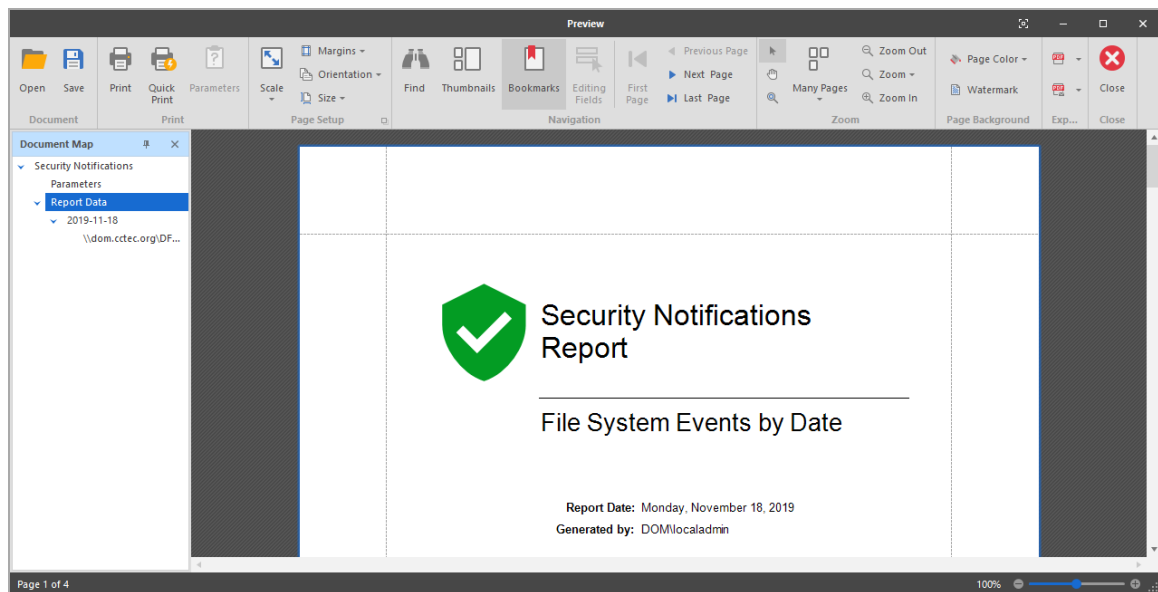 Preview
Open Save Print Quick Print Parameters Scale Margins Orientation Size Find Thumbnails Bookmarks Editing Fields First Page Previous Page Next Page Last Page Many Pages Zoom Out Zoom Zoom In Page Color Watermark Close
Document Print Page Setup Navigation Zoom Page Background Exp... Close
Document Map
Security Notifications
Parameters
Report Data
2019-11-18
\\dom.cctec.org\DF...
Security Notifications
Report
File System Events by Date
Report Date: Monday, November 18, 2019
Generated by: DOM\localadmin
Page 1 of 4
100%